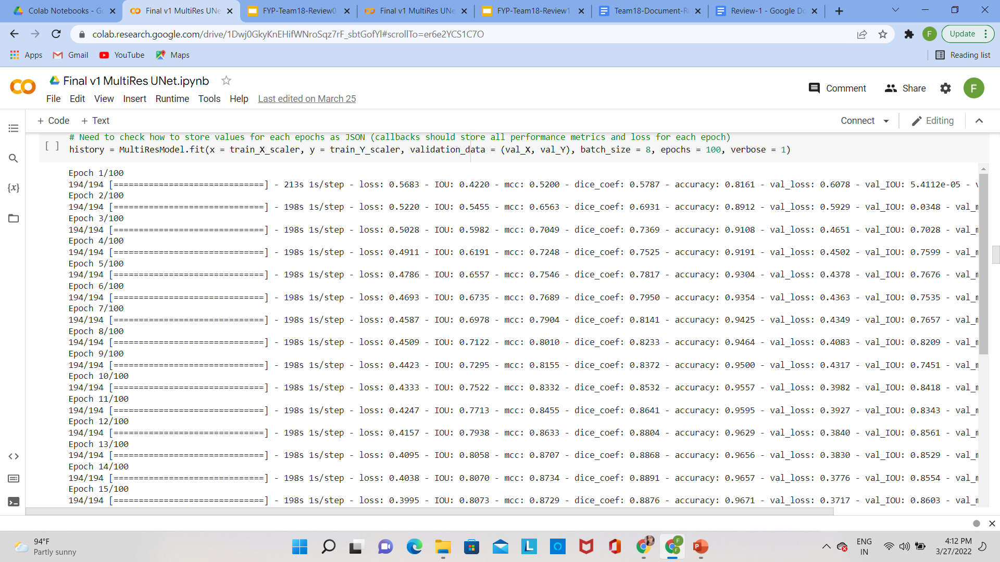 Colab Notebooks - Go
Final v1 MultiRes UNe
FYP-Team18-Review0
Final v1 MultiRes UNe
FYP-Team18-Review1
Team18-Document-Re
Review-1 - Google Do
colab.research.google.com/drive/1Dwj0GkyKnEHifWNroSqz7rF_sbtGofYl#scrollTo=er6e2YCS1C7O
F
Update
Apps
Gmail
YouTube
Maps
Reading list
Final v1 MultiRes UNet.ipynb
File Edit View Insert Runtime Tools Help Last edited on March 25
Comment
Share
F
+ Code + Text
Connect
Editing
# Need to check how to store values for each epochs as JSON (callbacks should store all performance metrics and loss for each epoch)
[ ] history = MultiResModel.fit(x = train_X_scaler, y = train_Y_scaler, validation_data = (val_X, val_Y), batch_size = 8, epochs = 100, verbose = 1)
{x}
Epoch 1/100
194/194 [==============================] - 213s 1s/step - loss: 0.5683 - IOU: 0.4220 - mcc: 0.5200 - dice_coef: 0.5787 - accuracy: 0.8161 - val_loss: 0.6078 - val_IOU: 5.4112e-05 -
Epoch 2/100
194/194 [==============================] - 198s 1s/step - loss: 0.5220 - IOU: 0.5455 - mcc: 0.6563 - dice_coef: 0.6931 - accuracy: 0.8912 - val_loss: 0.5929 - val_IOU: 0.0348 - val_m
Epoch 3/100
194/194 [==============================] - 198s 1s/step - loss: 0.5028 - IOU: 0.5982 - mcc: 0.7049 - dice_coef: 0.7369 - accuracy: 0.9108 - val_loss: 0.4651 - val_IOU: 0.7028 - val_m
Epoch 4/100
194/194 [==============================] - 198s 1s/step - loss: 0.4911 - IOU: 0.6191 - mcc: 0.7248 - dice_coef: 0.7525 - accuracy: 0.9191 - val_loss: 0.4502 - val_IOU: 0.7599 - val_m
Epoch 5/100
194/194 [==============================] - 198s 1s/step - loss: 0.4786 - IOU: 0.6557 - mcc: 0.7546 - dice_coef: 0.7817 - accuracy: 0.9304 - val_loss: 0.4378 - val_IOU: 0.7676 - val_m
Epoch 6/100
194/194 [==============================] - 198s 1s/step - loss: 0.4693 - IOU: 0.6735 - mcc: 0.7689 - dice_coef: 0.7950 - accuracy: 0.9354 - val_loss: 0.4363 - val_IOU: 0.7535 - val_m
Epoch 7/100
194/194 [==============================] - 198s 1s/step - loss: 0.4587 - IOU: 0.6978 - mcc: 0.7904 - dice_coef: 0.8141 - accuracy: 0.9425 - val_loss: 0.4349 - val_IOU: 0.7657 - val_m
Epoch 8/100
194/194 [==============================] - 198s 1s/step - loss: 0.4509 - IOU: 0.7122 - mcc: 0.8010 - dice_coef: 0.8233 - accuracy: 0.9464 - val_loss: 0.4083 - val_IOU: 0.8209 - val_m
Epoch 9/100
194/194 [==============================] - 198s 1s/step - loss: 0.4423 - IOU: 0.7295 - mcc: 0.8155 - dice_coef: 0.8372 - accuracy: 0.9500 - val_loss: 0.4317 - val_IOU: 0.7451 - val_m
Epoch 10/100
194/194 [==============================] - 198s 1s/step - loss: 0.4333 - IOU: 0.7522 - mcc: 0.8332 - dice_coef: 0.8532 - accuracy: 0.9557 - val_loss: 0.3982 - val_IOU: 0.8418 - val_m
Epoch 11/100
194/194 [==============================] - 198s 1s/step - loss: 0.4247 - IOU: 0.7713 - mcc: 0.8455 - dice_coef: 0.8641 - accuracy: 0.9595 - val_loss: 0.3927 - val_IOU: 0.8343 - val_m
Epoch 12/100
194/194 [==============================] - 198s 1s/step - loss: 0.4157 - IOU: 0.7938 - mcc: 0.8633 - dice_coef: 0.8804 - accuracy: 0.9629 - val_loss: 0.3840 - val_IOU: 0.8561 - val_m
Epoch 13/100
194/194 [==============================] - 198s 1s/step - loss: 0.4095 - IOU: 0.8058 - mcc: 0.8707 - dice_coef: 0.8868 - accuracy: 0.9656 - val_loss: 0.3830 - val_IOU: 0.8529 - val_m
Epoch 14/100
194/194 [==============================] - 198s 1s/step - loss: 0.4038 - IOU: 0.8070 - mcc: 0.8734 - dice_coef: 0.8891 - accuracy: 0.9657 - val_loss: 0.3776 - val_IOU: 0.8554 - val_m
Epoch 15/100
194/194 [==============================] - 198s 1s/step - loss: 0.3995 - IOU: 0.8073 - mcc: 0.8729 - dice_coef: 0.8876 - accuracy: 0.9671 - val_loss: 0.3717 - val_IOU: 0.8603 - val_m
94°F
Partly sunny
ENG
IN
4:12 PM
3/27/2022